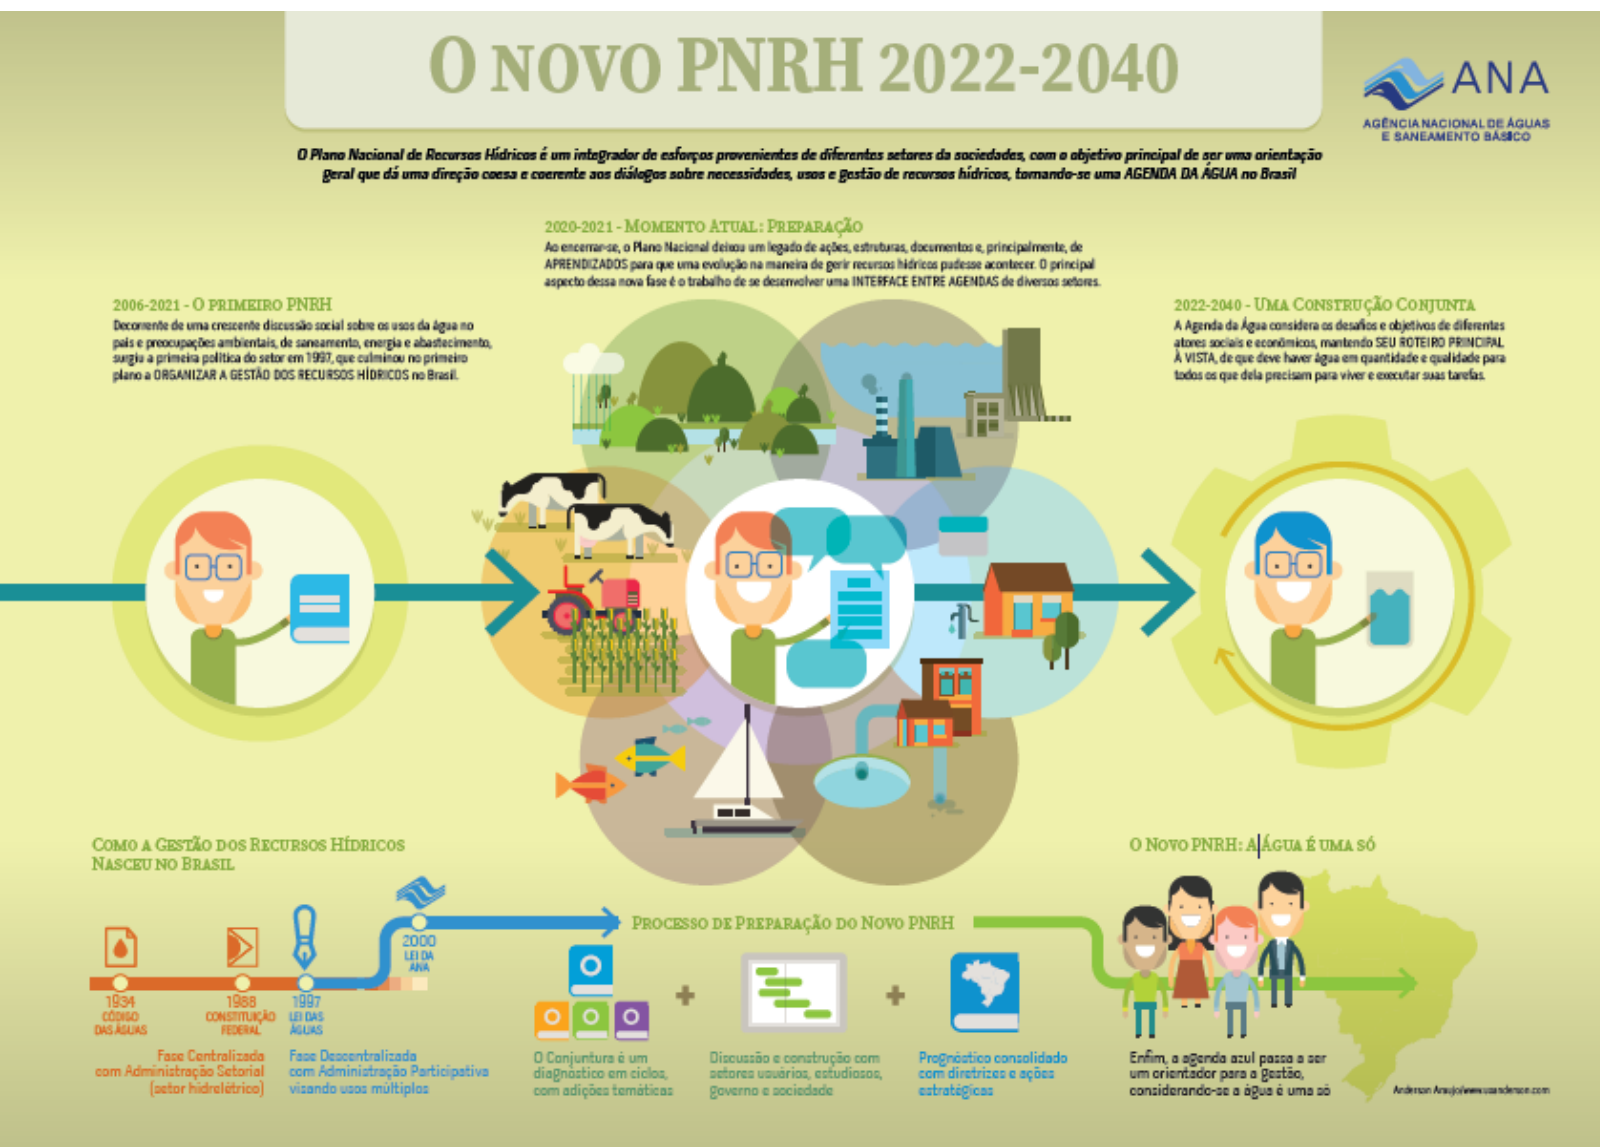 O NOVO PNRH 2022-2040
ANA
AGÊNCIA NACIONAL DE ÁGUAS
E SANEAMENTO BÁSICO
O Plano Nacional de Recursos Hídricos é um integrador de esforços provenientes de diferentes setores da sociedades, com o objetivo principal de ser uma orientação
geral que dá uma direção coesa e coerente aos diálogos sobre necessidades, usos e gestão de recursos hídricos, tornando-se uma AGENDA DA ÁGUA no Brasil
2020-2021 - MOMENTO ATUAL: PREPARAÇÃO
Ao encerrar-se, o Plano Nacional deixou um legado de ações, estruturas, documentos e, principalmente, de
APRENDIZADOS para que uma evolução na maneira de gerir recursos hídricos pudesse acontecer. O principal
aspecto dessa nova fase é o trabalho de se desenvolver uma INTERFACE ENTRE AGENDAS de diversos setores.
2006-2021 - O PRIMEIRO PNRH
Decorrente de uma crescente discussão social sobre os usos da água no
país e preocupações ambientais, de saneamento, energia e abastecimento,
surgiu a primeira política do setor em 1997, que culminou no primeiro
plano a ORGANIZAR A GESTÃO DOS RECURSOS HÍDRICOS no Brasil.
2022-2040 - UMA CONSTRUÇÃO CONJUNTA
A Agenda da Água considera os desafios e objetivos de diferentes
atores sociais e econômicos, mantendo SEU ROTEIRO PRINCIPAL
À VISTA, de que deve haver água em quantidade e qualidade para
todos os que dela precisam para viver e executar suas tarefas.
COMO A GESTÃO DOS RECURSOS HÍDRICOS
NASCEU NO BRASIL
1934
CÓDIGO
DAS ÁGUAS
1988
CONSTITUIÇÃO
FEDERAL
1997
LEI DAS
ÁGUAS
2000
LEI DA
ANA
Fase Centralizada
com Administração Setorial
(setor hidrelétrico)
Fase Descentralizada
com Administração Participativa
visando usos múltiplos
PROCESSO DE PREPARAÇÃO DO NOVO PNRH
O Conjuntura é um
diagnóstico em ciclos,
com adições temáticas
+
Discussão e construção com
setores usuários, estudiosos,
governo e sociedade
+
Prognóstico consolidado
com diretrizes e ações
estratégicas
O NOVO PNRH: A ÁGUA É UMA SÓ
Enfim, a agenda azul passa a ser
um orientador para a gestão,
considerando-se a água é uma só
Anderson Araujo/www.usanderson.com